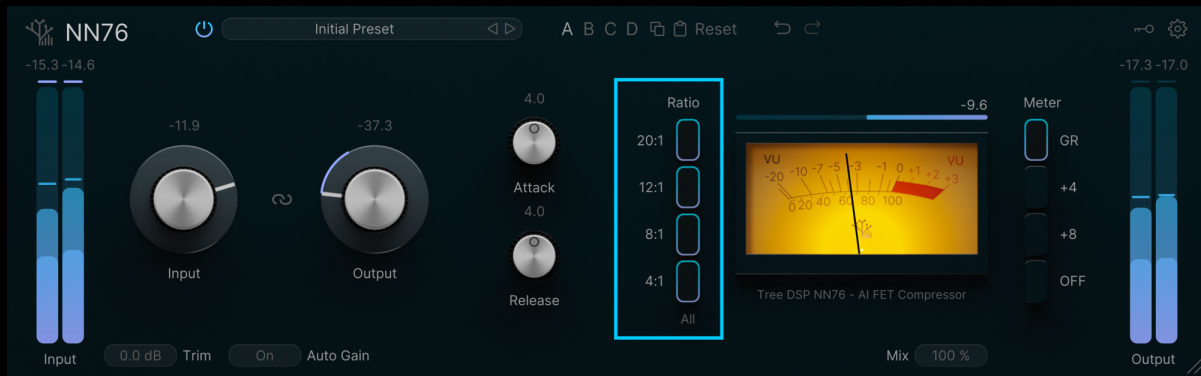 NN76
Initial Preset
A B C D Reset
-15.3 -14.6
-17.3 -17.0
-11.9
-37.3
4.0
Attack
4.0
Release
Input
Output
Ratio
20:1
12:1
8:1
4:1
All
-9.6
VU VU
-20 -10 -7 -5 -3 -1 0 +1 +2 +3
0 20 40 60 80 100
Tree DSP NN76 - AI FET Compressor
Meter
GR
+4
+8
OFF
Input
0.0 dB Trim On Auto Gain
Mix 100 %
Output